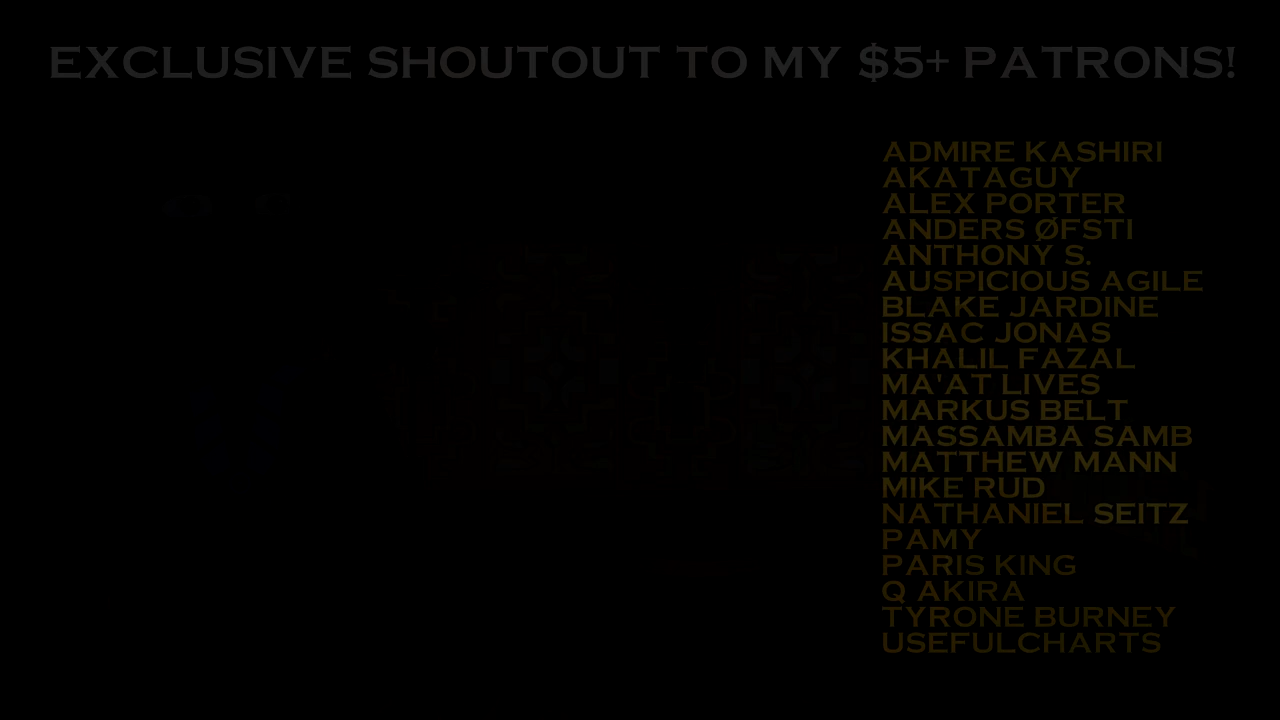 EXCLUSIVE SHOUTOUT TO MY $5+ PATRONS!
ADMIRE KASHIRI
AKATAGUY
ALEX PORTER
ANDERS ØFSTI
ANTHONY S.
AUSPICIOUS AGILE
BLAKE JARDINE
ISSAC JONAS
KHALIL FAZAL
MA'AT LIVES
MARKUS BELT
MASSAMBA SAMB
MATTHEW MANN
MIKE RUD
NATHANIEL SEITZ
PAMY
PARIS KING
Q AKIRA
TYRONE BURNEY
USEFULCHARTS